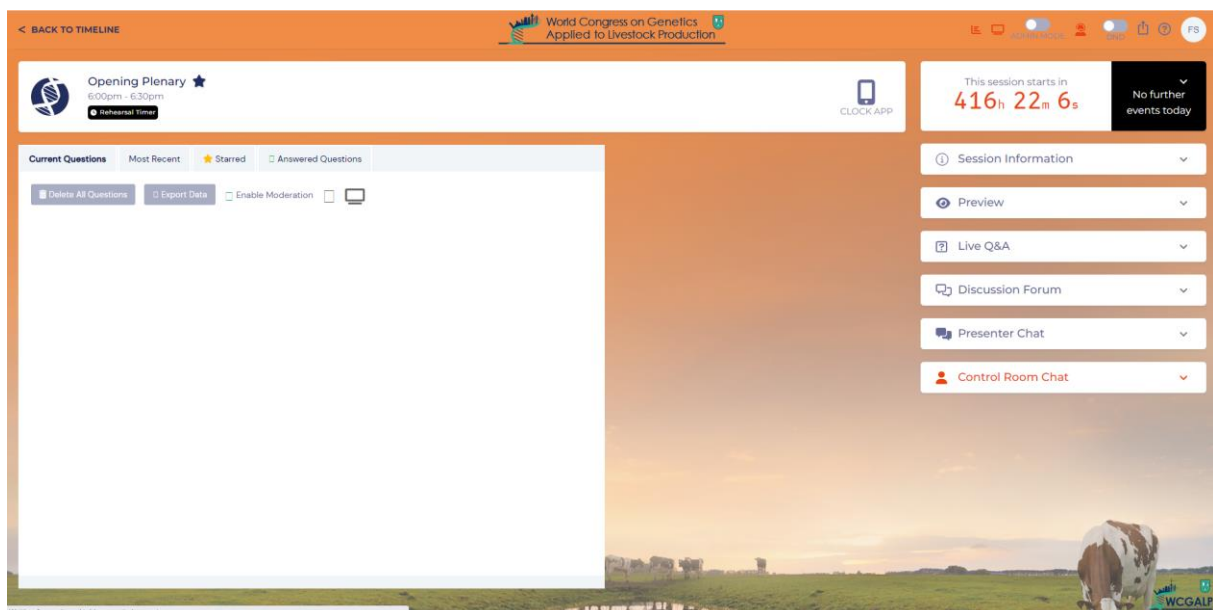 < BACK TO TIMELINE
World Congress on Genetics
Applied to Livestock Production
ADMIN MODE
DND
FS
Opening Plenary
6:00pm - 6:30pm
Rehearsal Timer
CLOCK APP
This session starts in
416h 22m 6s
No further
events today
Current Questions
Most Recent
Starred
Answered Questions
Delete All Questions
Export Data
Enable Moderation
Session Information
Preview
Live Q&A
Discussion Forum
Presenter Chat
Control Room Chat
WCGALP